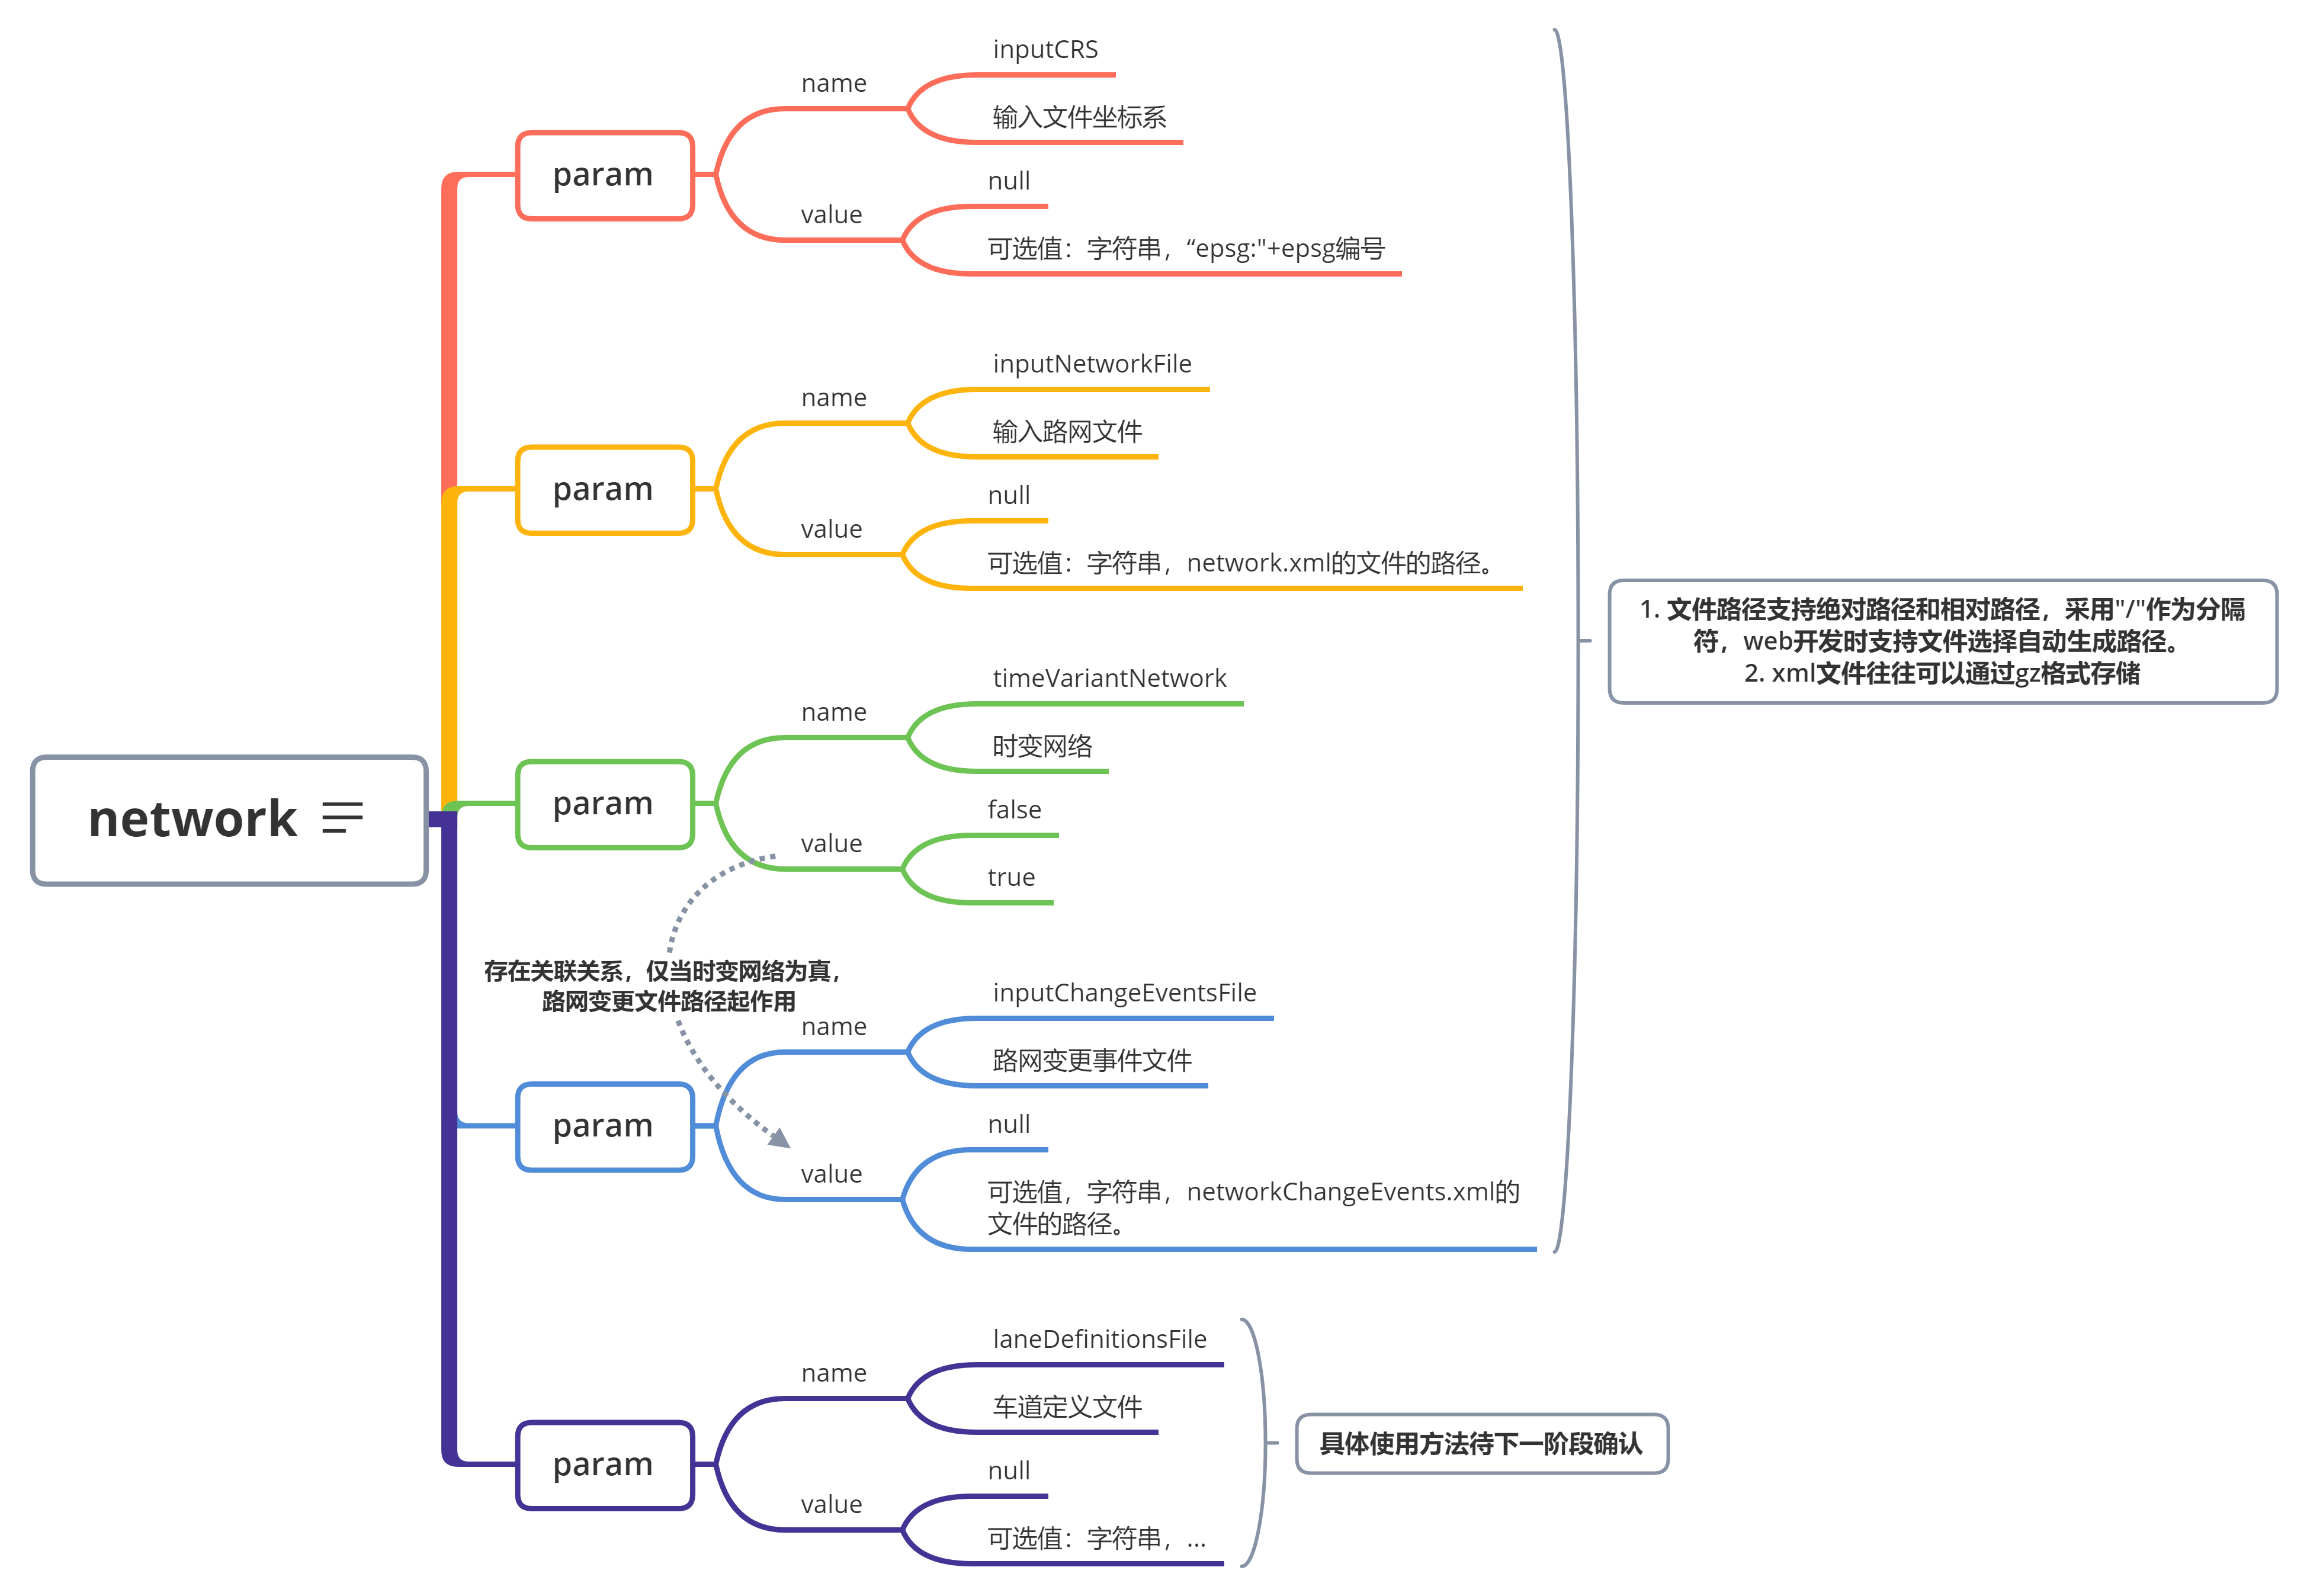 network
param
name
inputCRS
输入文件坐标系
value
null
可选值：字符串，“epsg:"+epsg编号
param
name
inputNetworkFile
输入路网文件
value
null
可选值：字符串，network.xml的文件的路径。
param
name
timeVariantNetwork
时变网络
value
false
true
存在关联关系，仅当时变网络为真，
路网变更文件路径起作用
param
name
inputChangeEventsFile
路网变更事件文件
value
null
可选值，字符串，networkChangeEvents.xml的
文件的路径。
1. 文件路径支持绝对路径和相对路径，采用"/"作为分隔
符，web开发时支持文件选择自动生成路径。
2. xml文件往往可以通过gz格式存储
param
name
laneDefinitionsFile
车道定义文件
value
null
可选值：字符串，...
具体使用方法待下一阶段确认